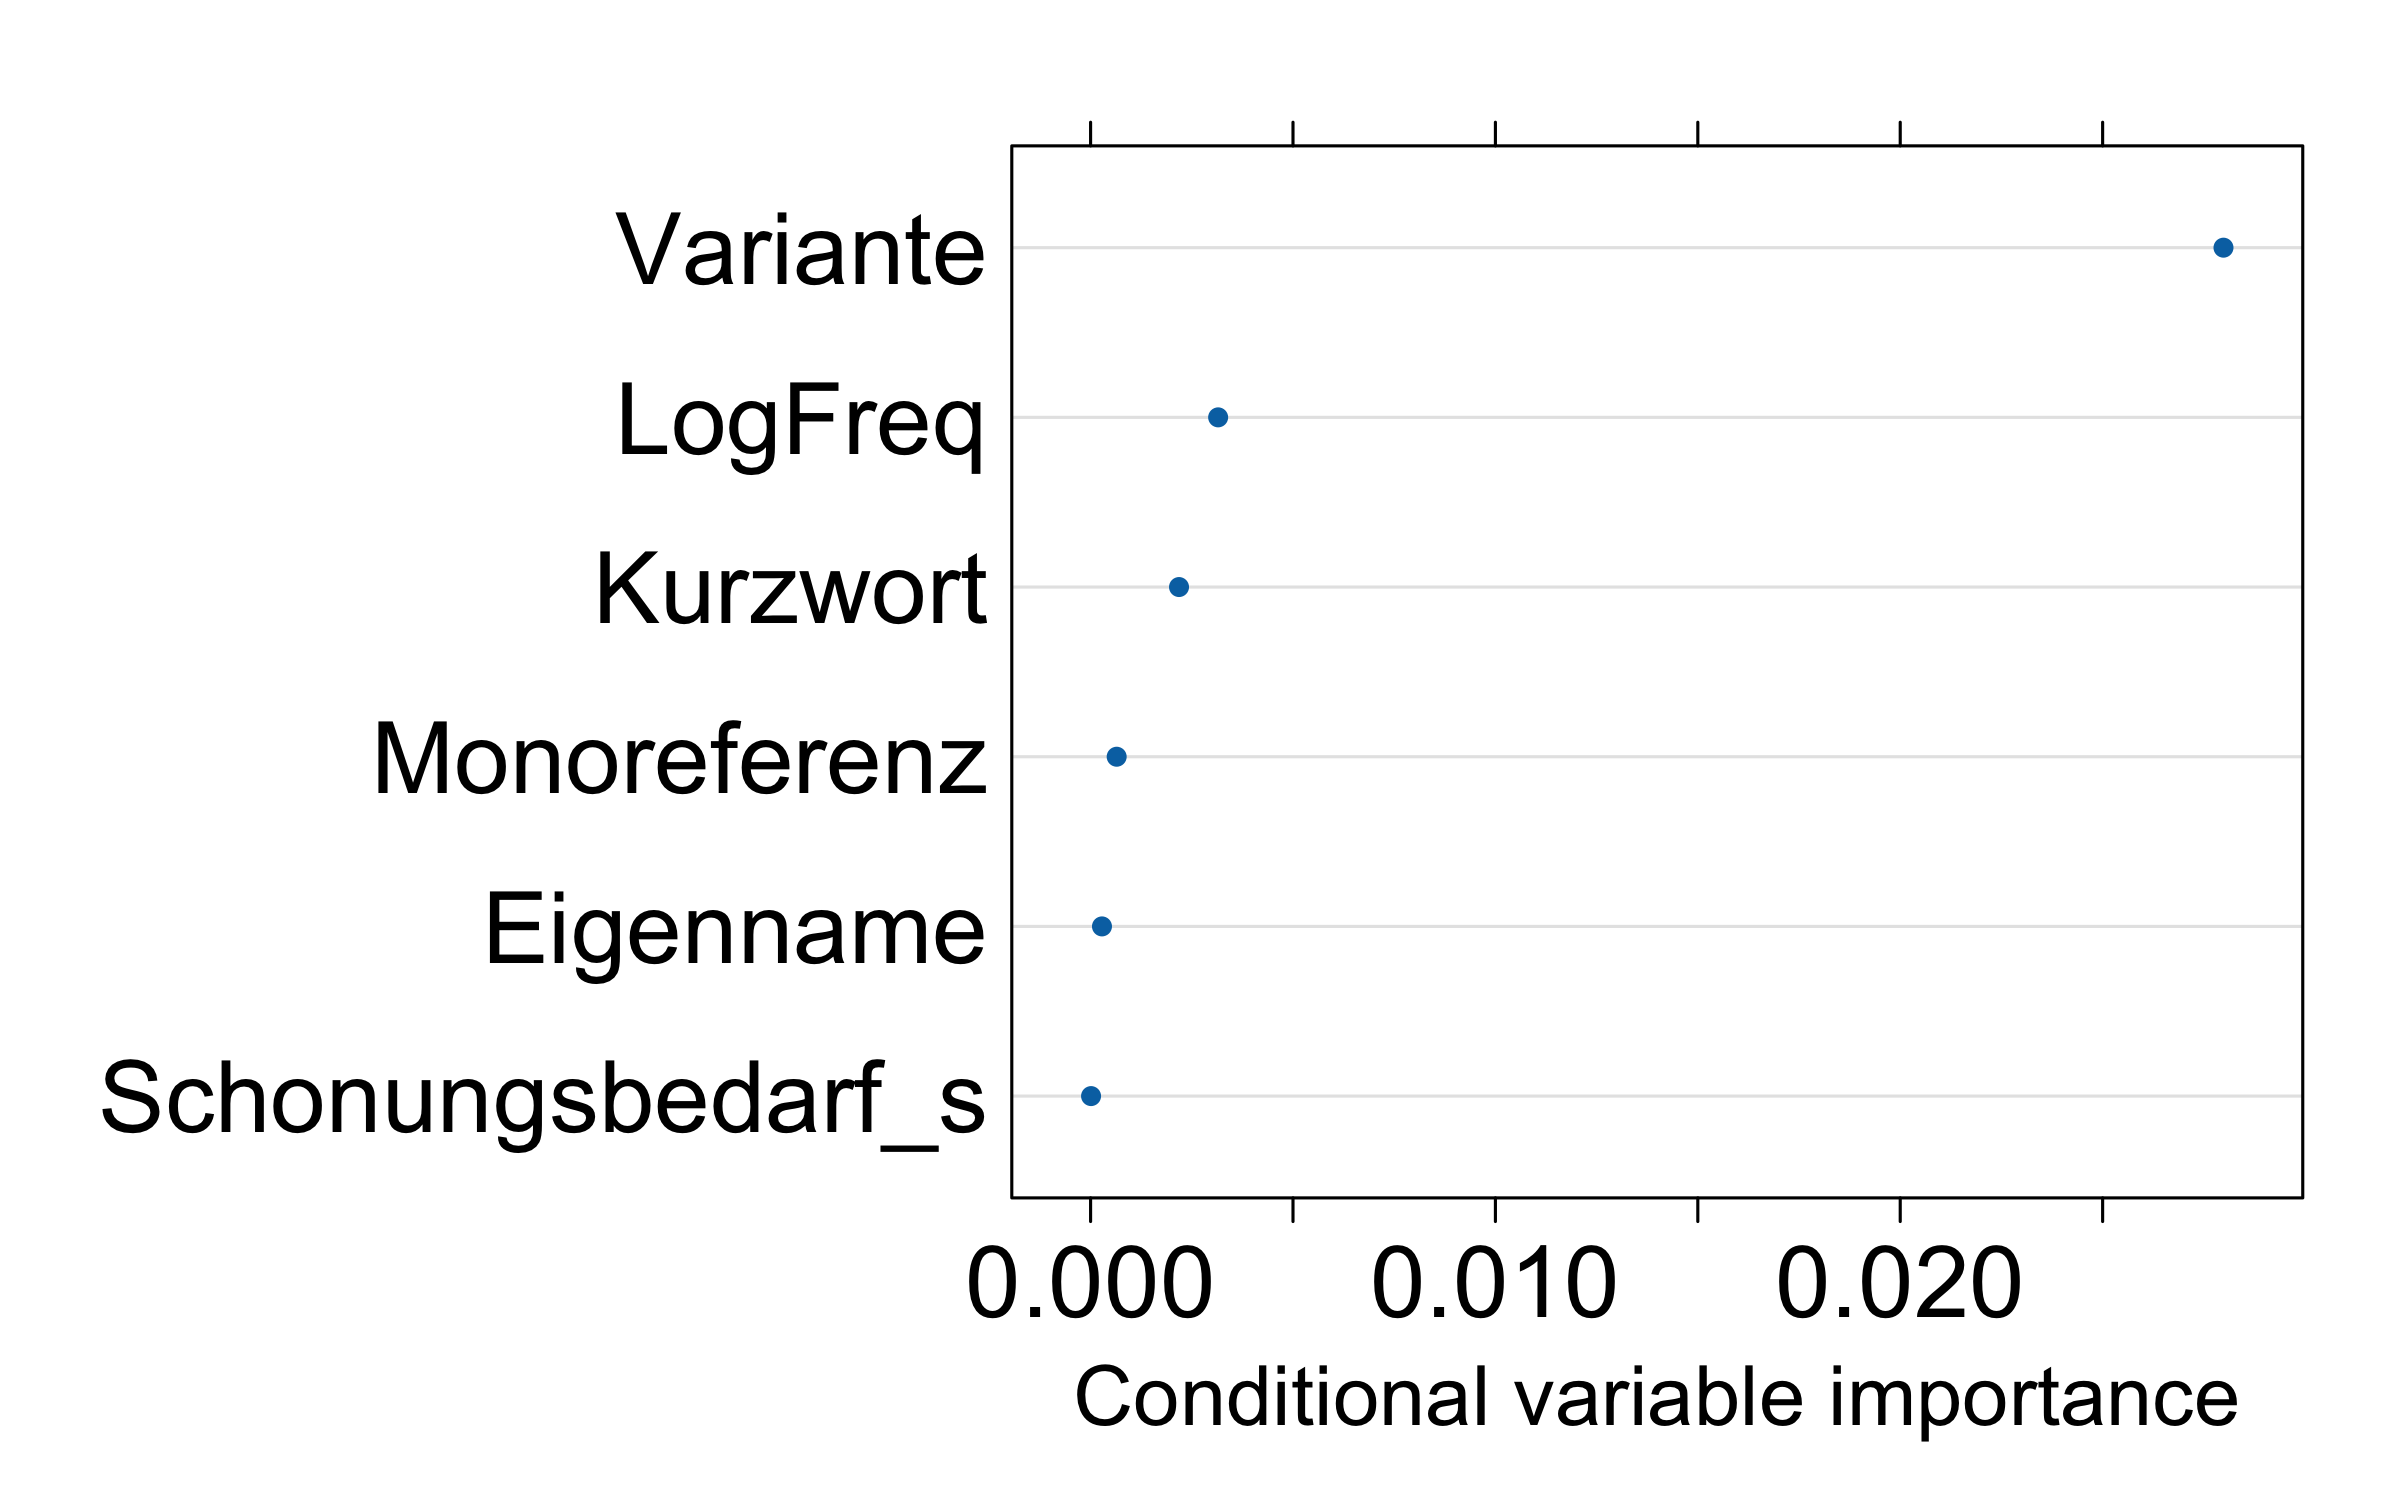 Variante
LogFreq
Kurzwort
Monoreferenz
Eigenname
Schonungsbedarf_s
0.000 0.010 0.020
Conditional variable importance